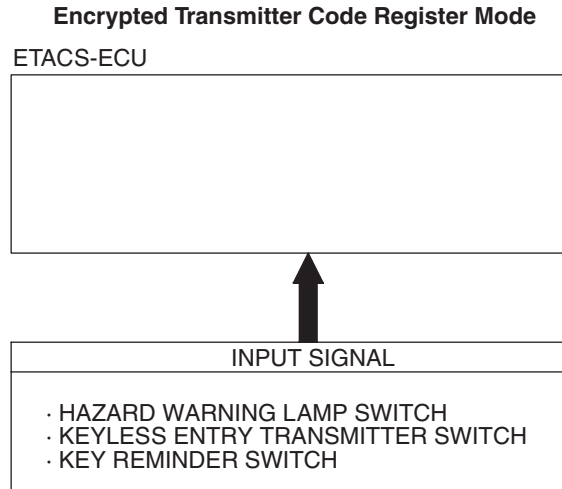 Encrypted Transmitter Code Register Mode
ETACS-ECU
INPUT SIGNAL
· HAZARD WARNING LAMP SWITCH
· KEYLESS ENTRY TRANSMITTER SWITCH
· KEY REMINDER SWITCH